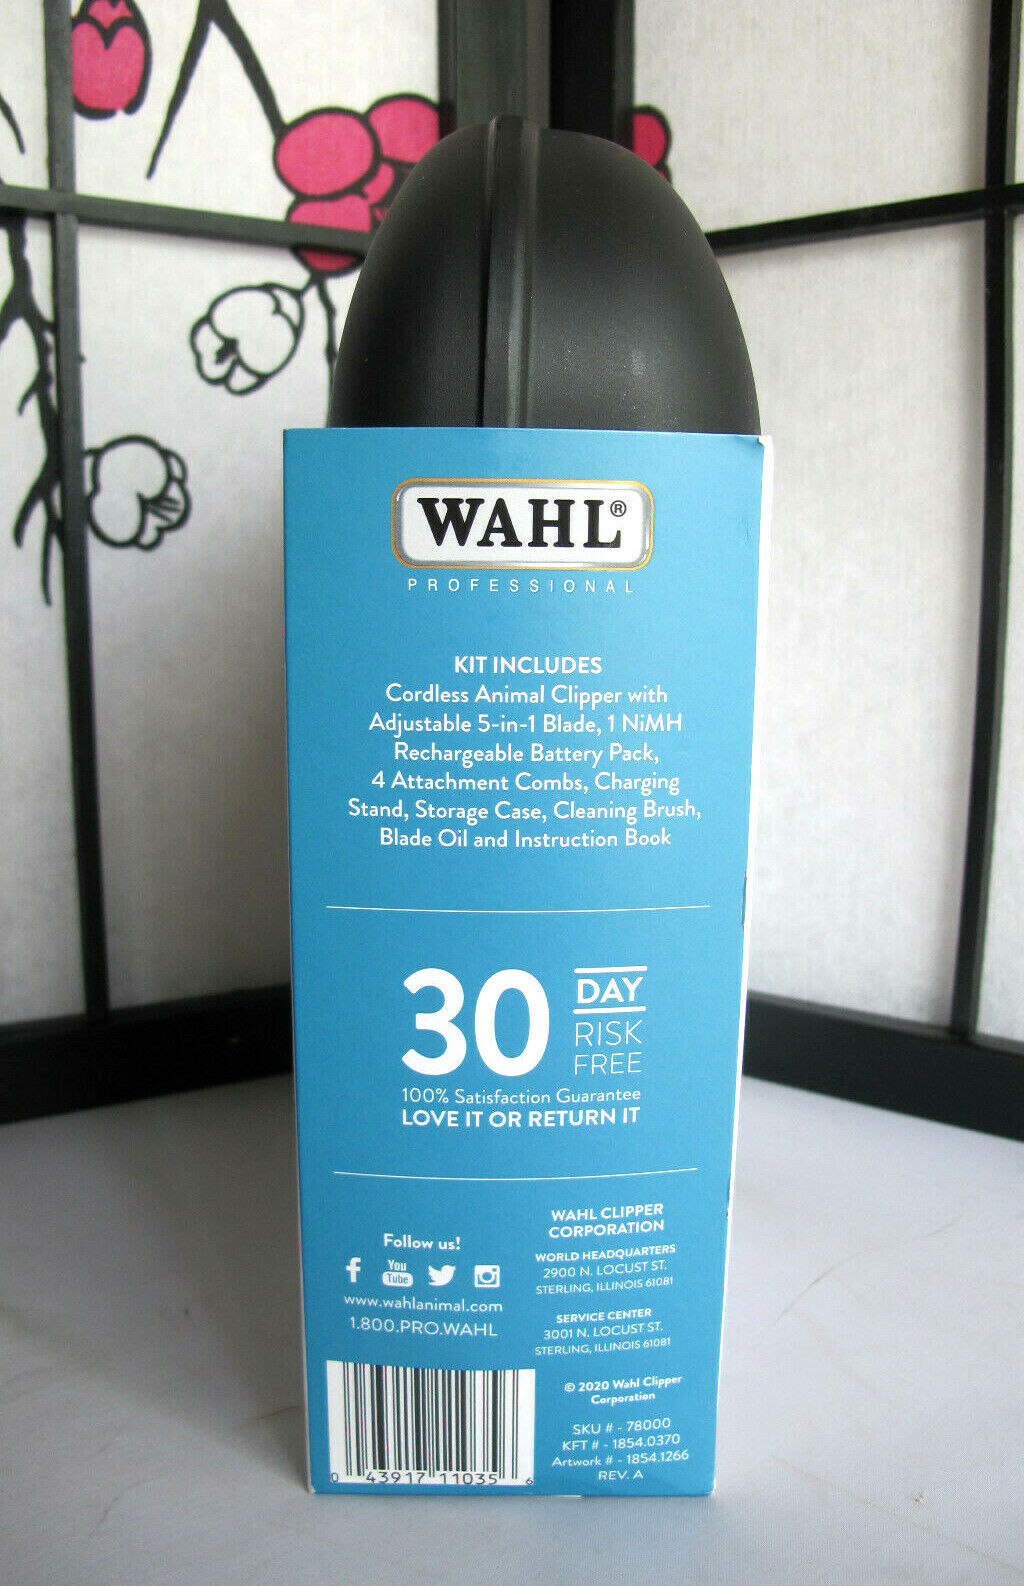 WAHL®
PROFESSIONAL
KIT INCLUDES
Cordless Animal Clipper with
Adjustable 5-in-1 Blade, 1 NiMH
Rechargeable Battery Pack,
4 Attachment Combs, Charging
Stand, Storage Case, Cleaning Brush,
Blade Oil and Instruction Book
30 DAY
RISK
FREE
100% Satisfaction Guarantee
LOVE IT OR RETURN IT
Follow us!
f You Tube
www.wahlanimal.com
1.800.PRO.WAHL
WAHL CLIPPER
CORPORATION
WORLD HEADQUARTERS
2900 N. LOCUST ST.
STERLING, ILLINOIS 61081
SERVICE CENTER
3001 N. LOCUST ST.
STERLING, ILLINOIS 61081
© 2020 Wahl Clipper
Corporation
SKU # - 78000
KFT # - 1854.0370
Artwork # - 1854.1266
REV. A
0 43917 11035 6